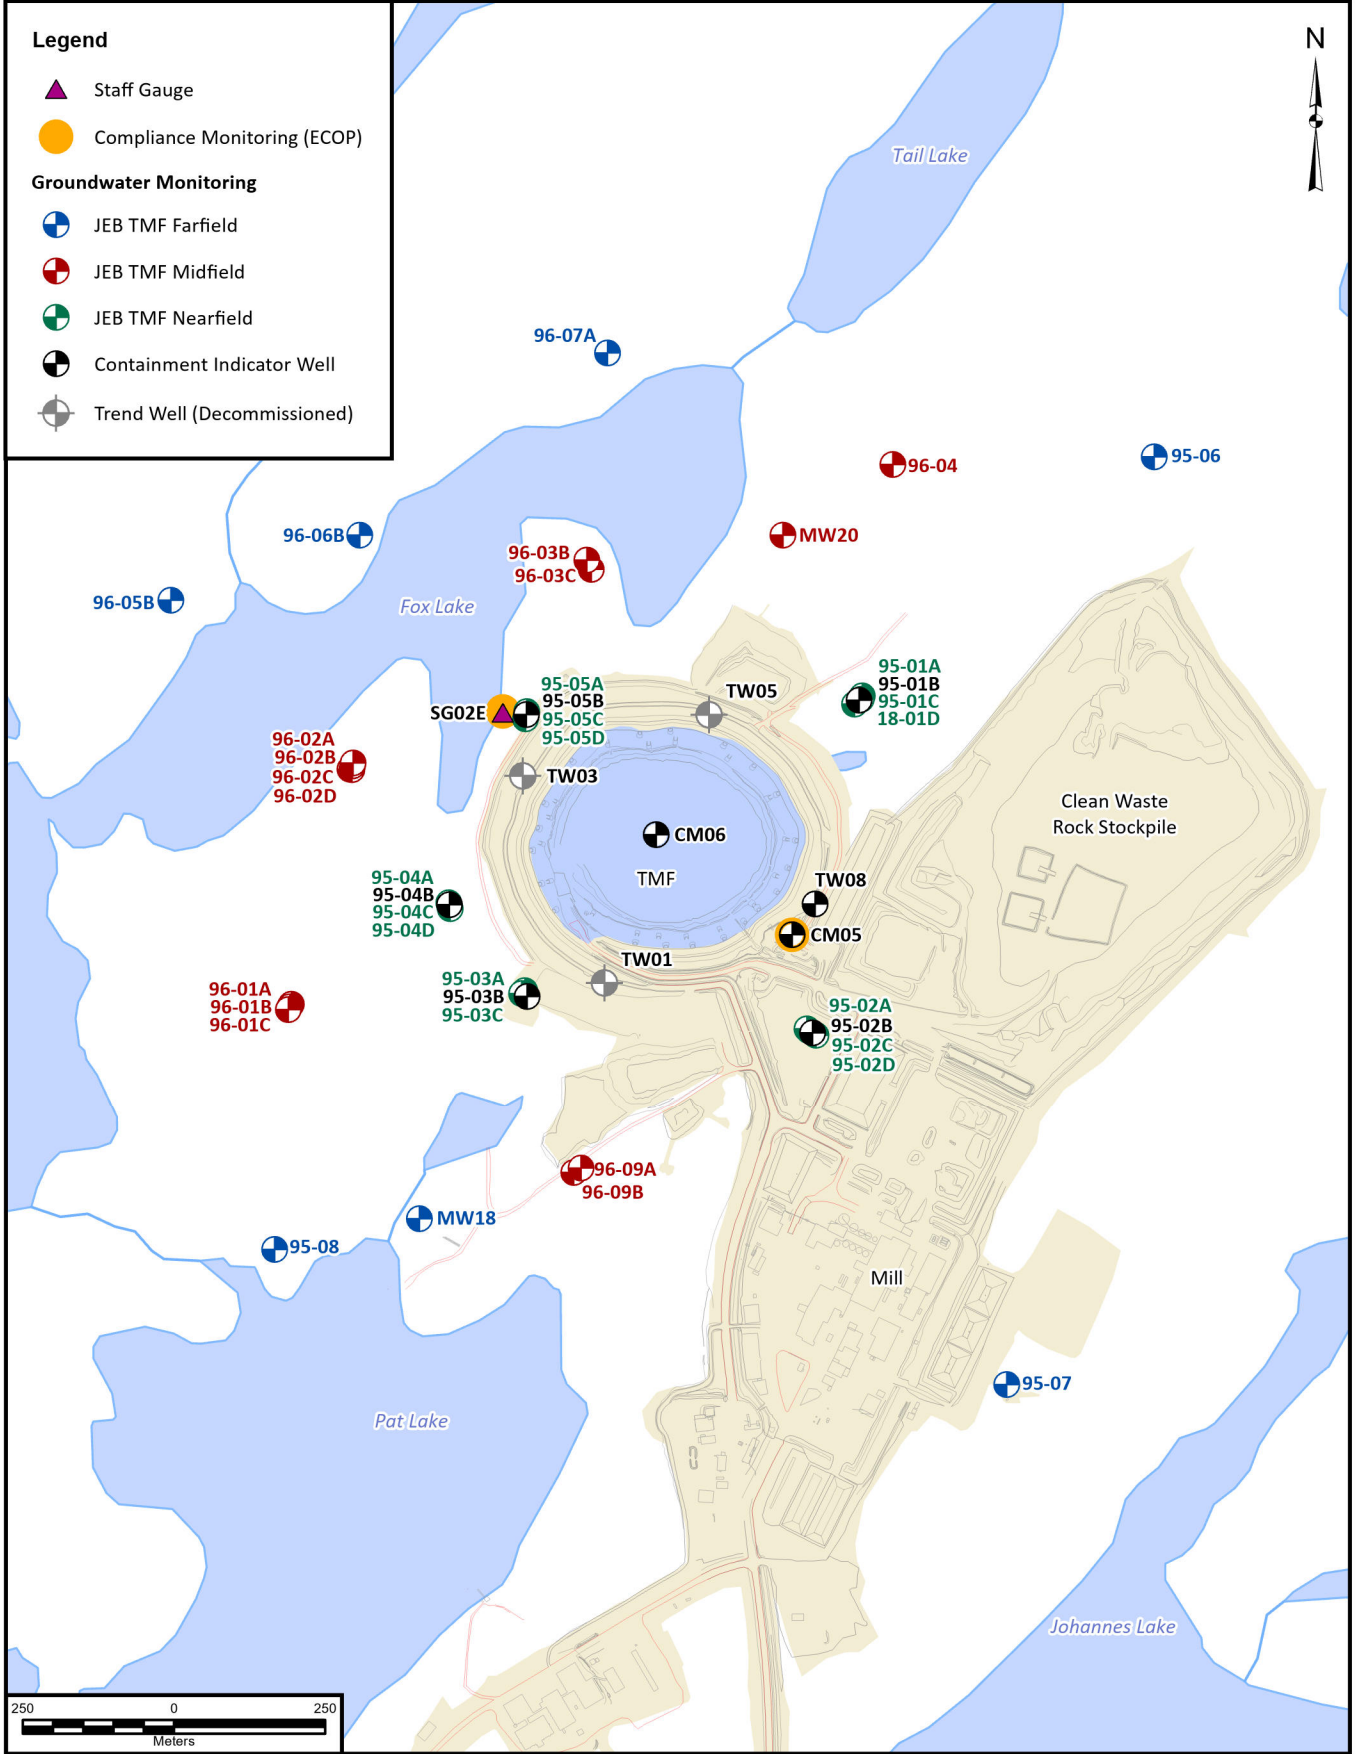 Legend
Staff Gauge
Compliance Monitoring (ECOP)
Groundwater Monitoring
JEB TMF Farfield
JEB TMF Midfield
JEB TMF Nearfield
Containment Indicator Well
Trend Well (Decommissioned)
N
Tail Lake
96-07A
96-04
95-06
MW20
96-06B
96-03B
96-03C
96-05B
Fox Lake
95-01A
95-01B
95-01C
18-01D
95-05A
95-05B
95-05C
95-05D
SG02E
TW05
96-02A
96-02B
96-02C
96-02D
TW03
Clean Waste
Rock Stockpile
CM06
TMF
95-04A
95-04B
95-04C
95-04D
TW08
CM05
TW01
95-03A
95-03B
95-03C
96-01A
96-01B
96-01C
95-02A
95-02B
95-02C
95-02D
96-09A
96-09B
MW18
95-08
Mill
95-07
Pat Lake
Johannes Lake
250 0 250
Meters